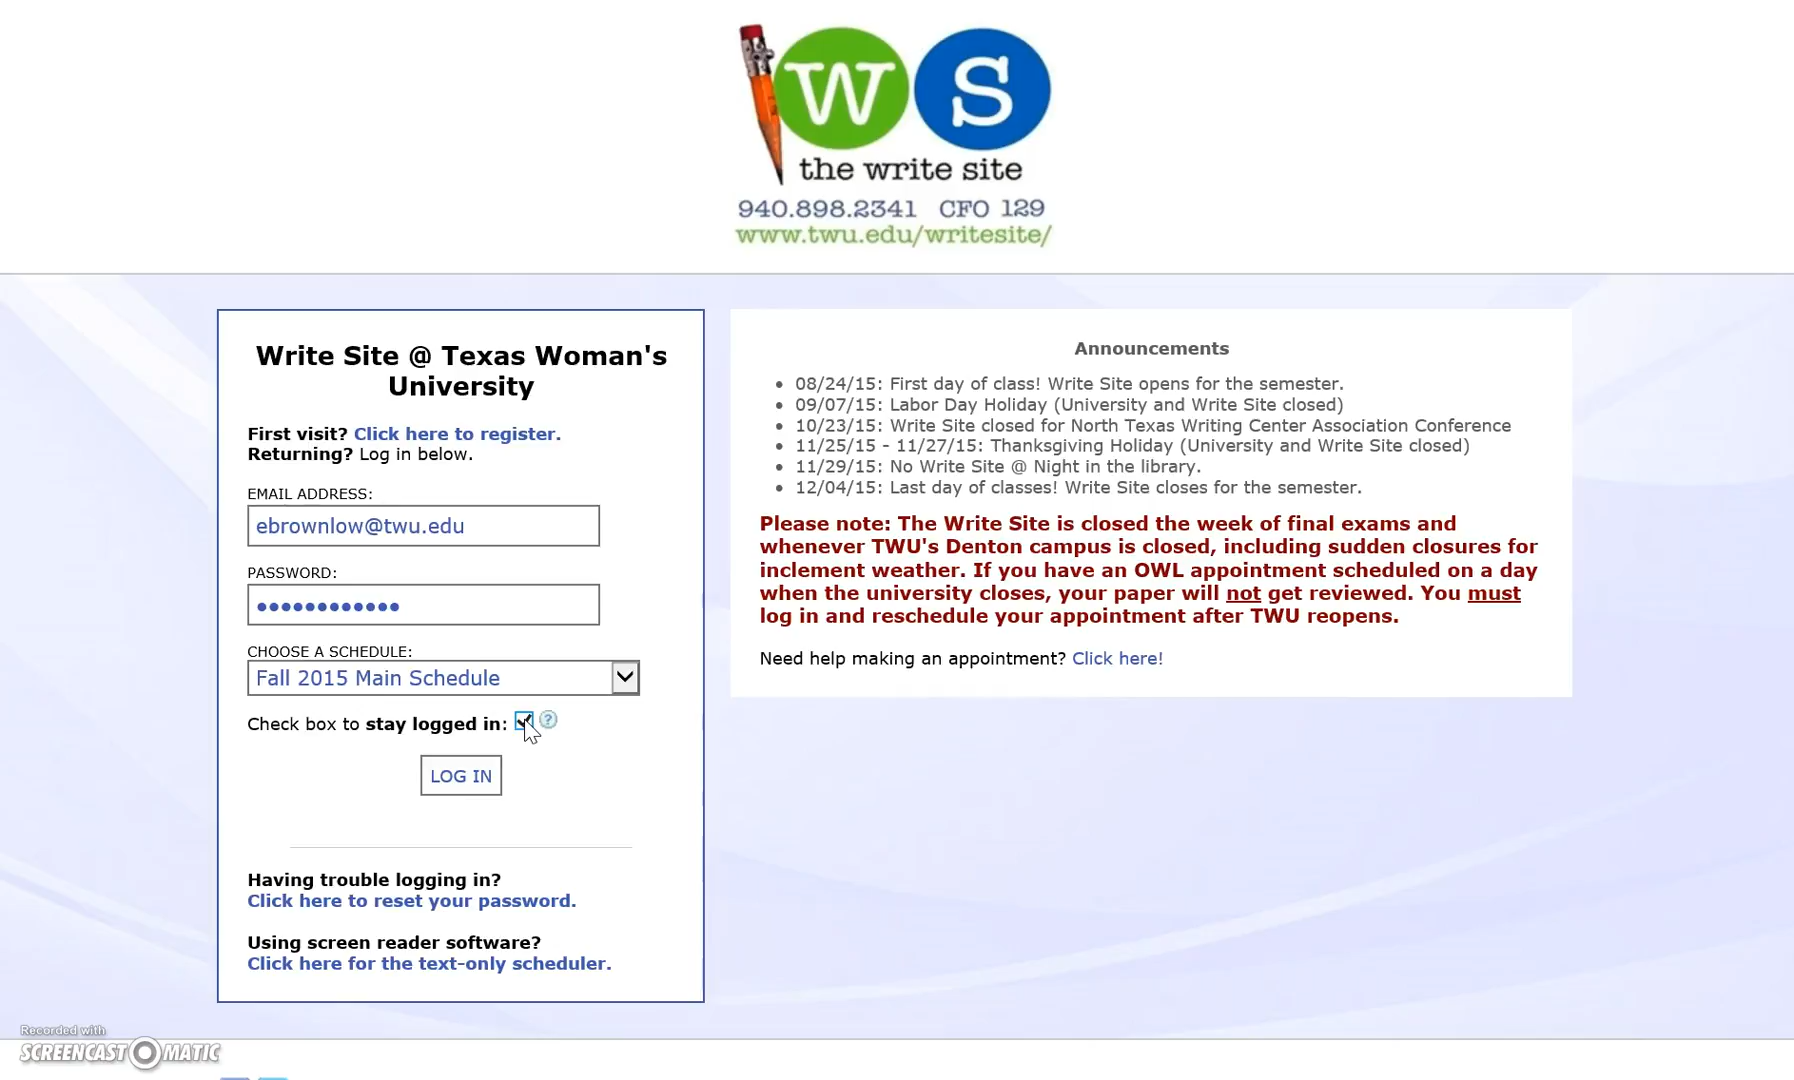 W S
the write site
940.898.2341 CFO 129
www.twu.edu/writesite/
Write Site @ Texas Woman's
University
First visit? Click here to register.
Returning? Log in below.
EMAIL ADDRESS:
ebrownlow@twu.edu
PASSWORD:
••••••••••••
CHOOSE A SCHEDULE:
Fall 2015 Main Schedule
Check box to stay logged in: ?
LOG IN
Having trouble logging in?
Click here to reset your password.
Using screen reader software?
Click here for the text-only scheduler.
Announcements
• 08/24/15: First day of class! Write Site opens for the semester.
• 09/07/15: Labor Day Holiday (University and Write Site closed)
• 10/23/15: Write Site closed for North Texas Writing Center Association Conference
• 11/25/15 - 11/27/15: Thanksgiving Holiday (University and Write Site closed)
• 11/29/15: No Write Site @ Night in the library.
• 12/04/15: Last day of classes! Write Site closes for the semester.
Please note: The Write Site is closed the week of final exams and
whenever TWU's Denton campus is closed, including sudden closures for
inclement weather. If you have an OWL appointment scheduled on a day
when the university closes, your paper will not get reviewed. You must
log in and reschedule your appointment after TWU reopens.
Need help making an appointment? Click here!
Recorded with
SCREENCAST-O-MATIC